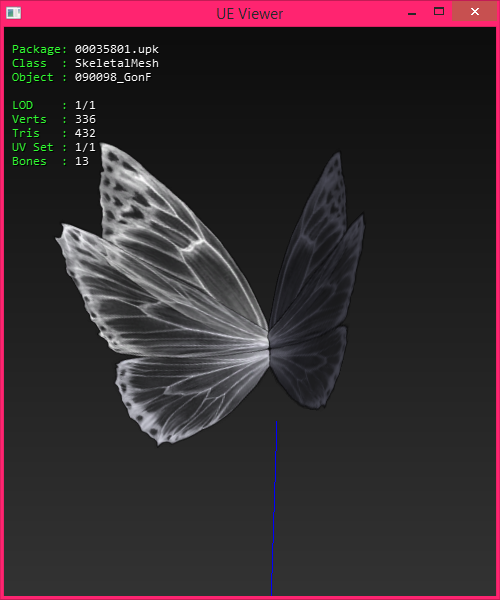 UE Viewer
Package: 00035801.upk
Class  : SkeletalMesh
Object : 090098_GonF
LOD    : 1/1
Verts  : 336
Tris   : 432
UV Set : 1/1
Bones  : 13